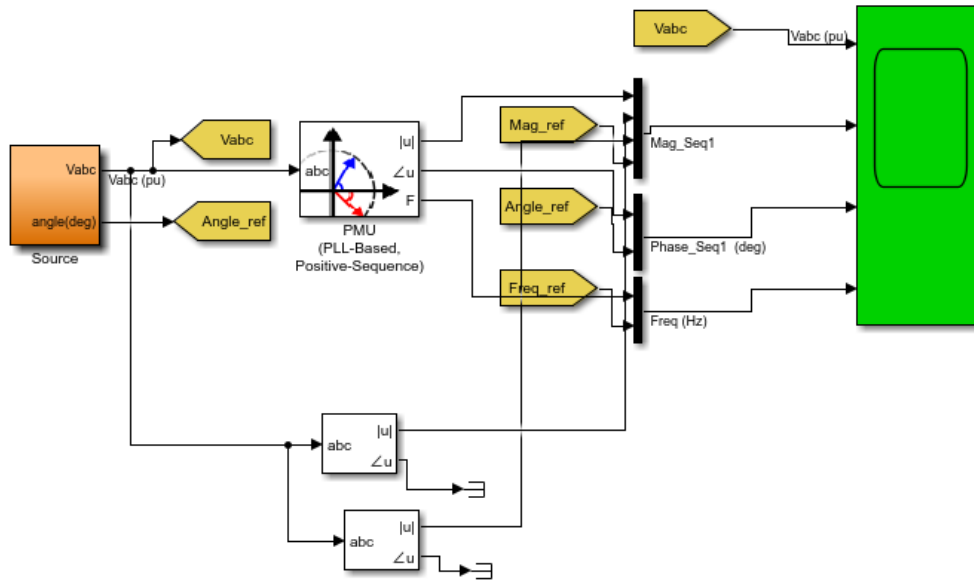 Vabc
Vabc (pu)
Vabc
Mag_ref
|u|
Mag_Seq1
Vabc
Vabc (pu)
abc
∠u
angle(deg)
Angle_ref
F
Angle_ref
Source
PMU
(PLL-Based,
Positive-Sequence)
Phase_Seq1 (deg)
Freq_ref
Freq (Hz)
abc
|u|
∠u
abc
|u|
∠u